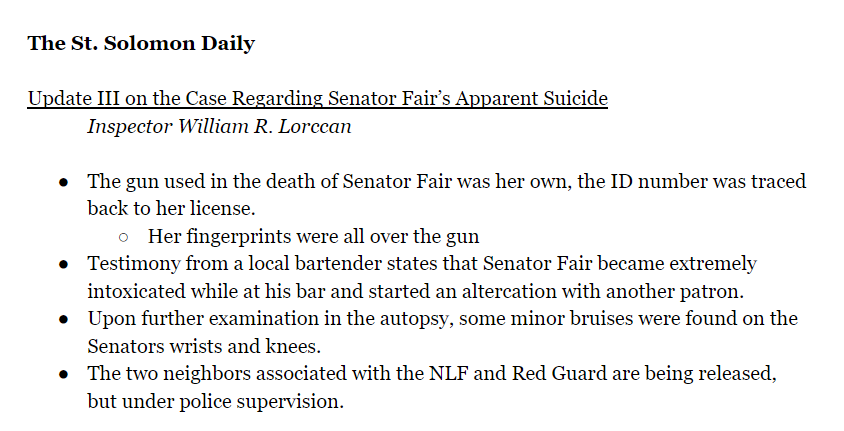 The St. Solomon Daily
Update III on the Case Regarding Senator Fair's Apparent Suicide
Inspector William R. Lorccan
● The gun used in the death of Senator Fair was her own, the ID number was traced
back to her license.
○ Her fingerprints were all over the gun
● Testimony from a local bartender states that Senator Fair became extremely
intoxicated while at his bar and started an altercation with another patron.
● Upon further examination in the autopsy, some minor bruises were found on the
Senators wrists and knees.
● The two neighbors associated with the NLF and Red Guard are being released,
but under police supervision.